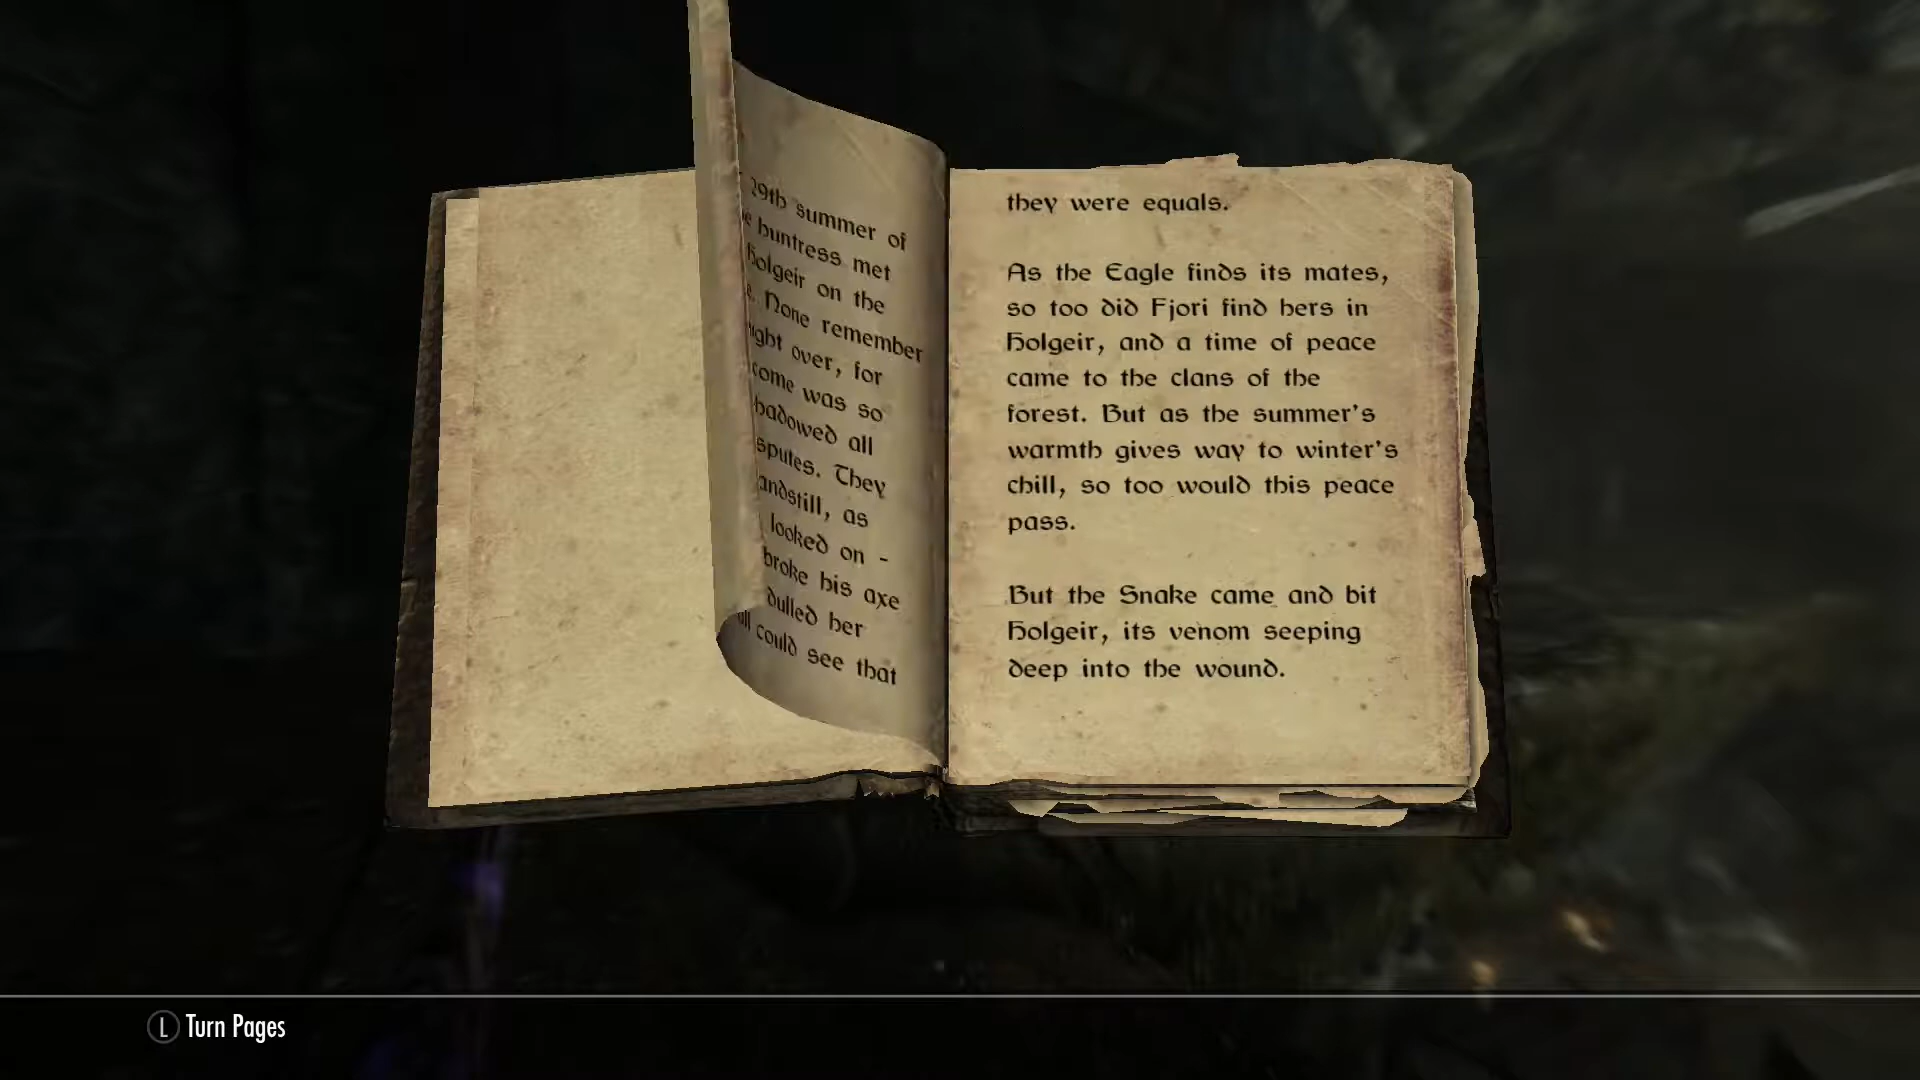 29th summer of
huntress met
Holgeir on the
None remember
over, for
come was so
all
They
as
looked on -
broke his axe
dulled her
could see that
they were equals.
As the Eagle finds its mates,
so too did Fjori find hers in
Holgeir, and a time of peace
came to the clans of the
forest. But as the summer's
warmth gives way to winter's
chill, so too would this peace
pass.
But the Snake came and bit
Holgeir, its venom seeping
deep into the wound.
L Turn Pages